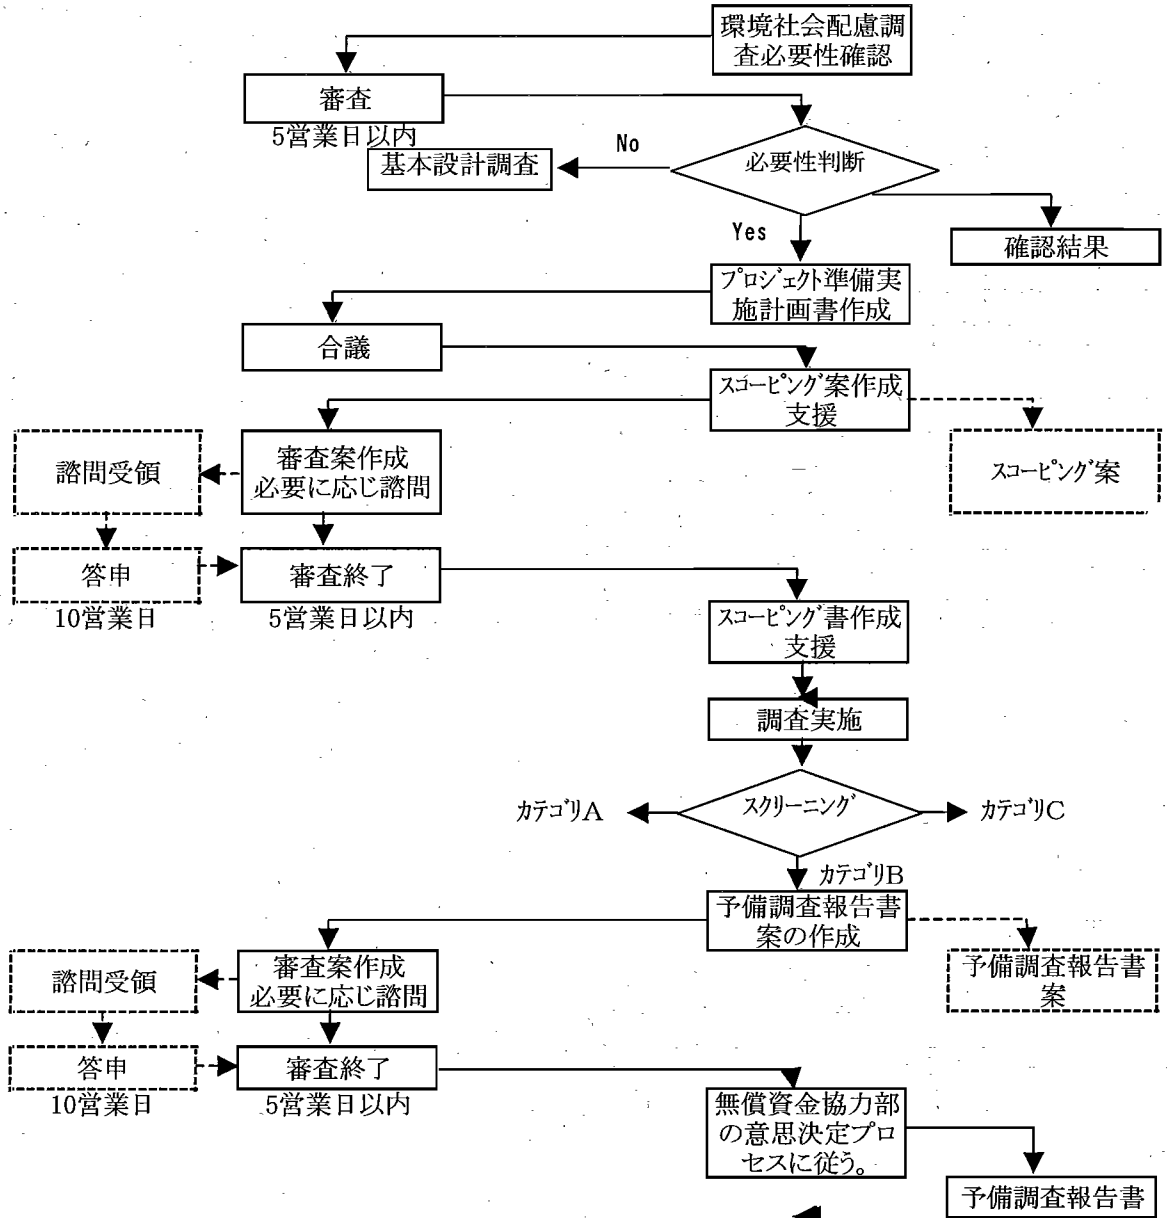 環境社会配慮調
査必要性確認
審査
5営業日以内
必要性判断
No
基本設計調査
Yes
確認結果
プロジェクト準備実
施計画書作成
合議
スコーピング案作成
支援
諮問受領
審査案作成
必要に応じ諮問
スコーピング案
答申
10営業日
審査終了
5営業日以内
スコーピング書作成
支援
調査実施
スクリーニング
カテゴリA
カテゴリC
カテゴリB
予備調査報告書
案の作成
諮問受領
審査案作成
必要に応じ諮問
予備調査報告書
案
答申
10営業日
審査終了
5営業日以内
無償資金協力部
の意思決定プロ
セスに従う。
予備調査報告書